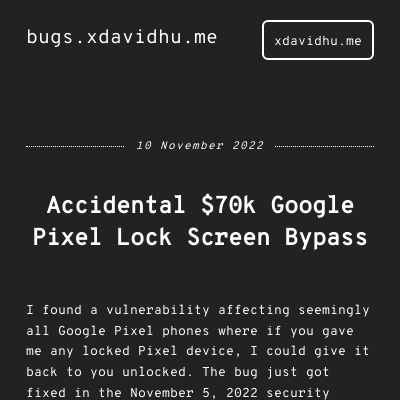 bugs.xdavidhu.me
xdavidhu.me
10 November 2022
Accidental $70k Google
Pixel Lock Screen Bypass
I found a vulnerability affecting seemingly
all Google Pixel phones where if you gave
me any locked Pixel device, I could give it
back to you unlocked. The bug just got
fixed in the November 5, 2022 security